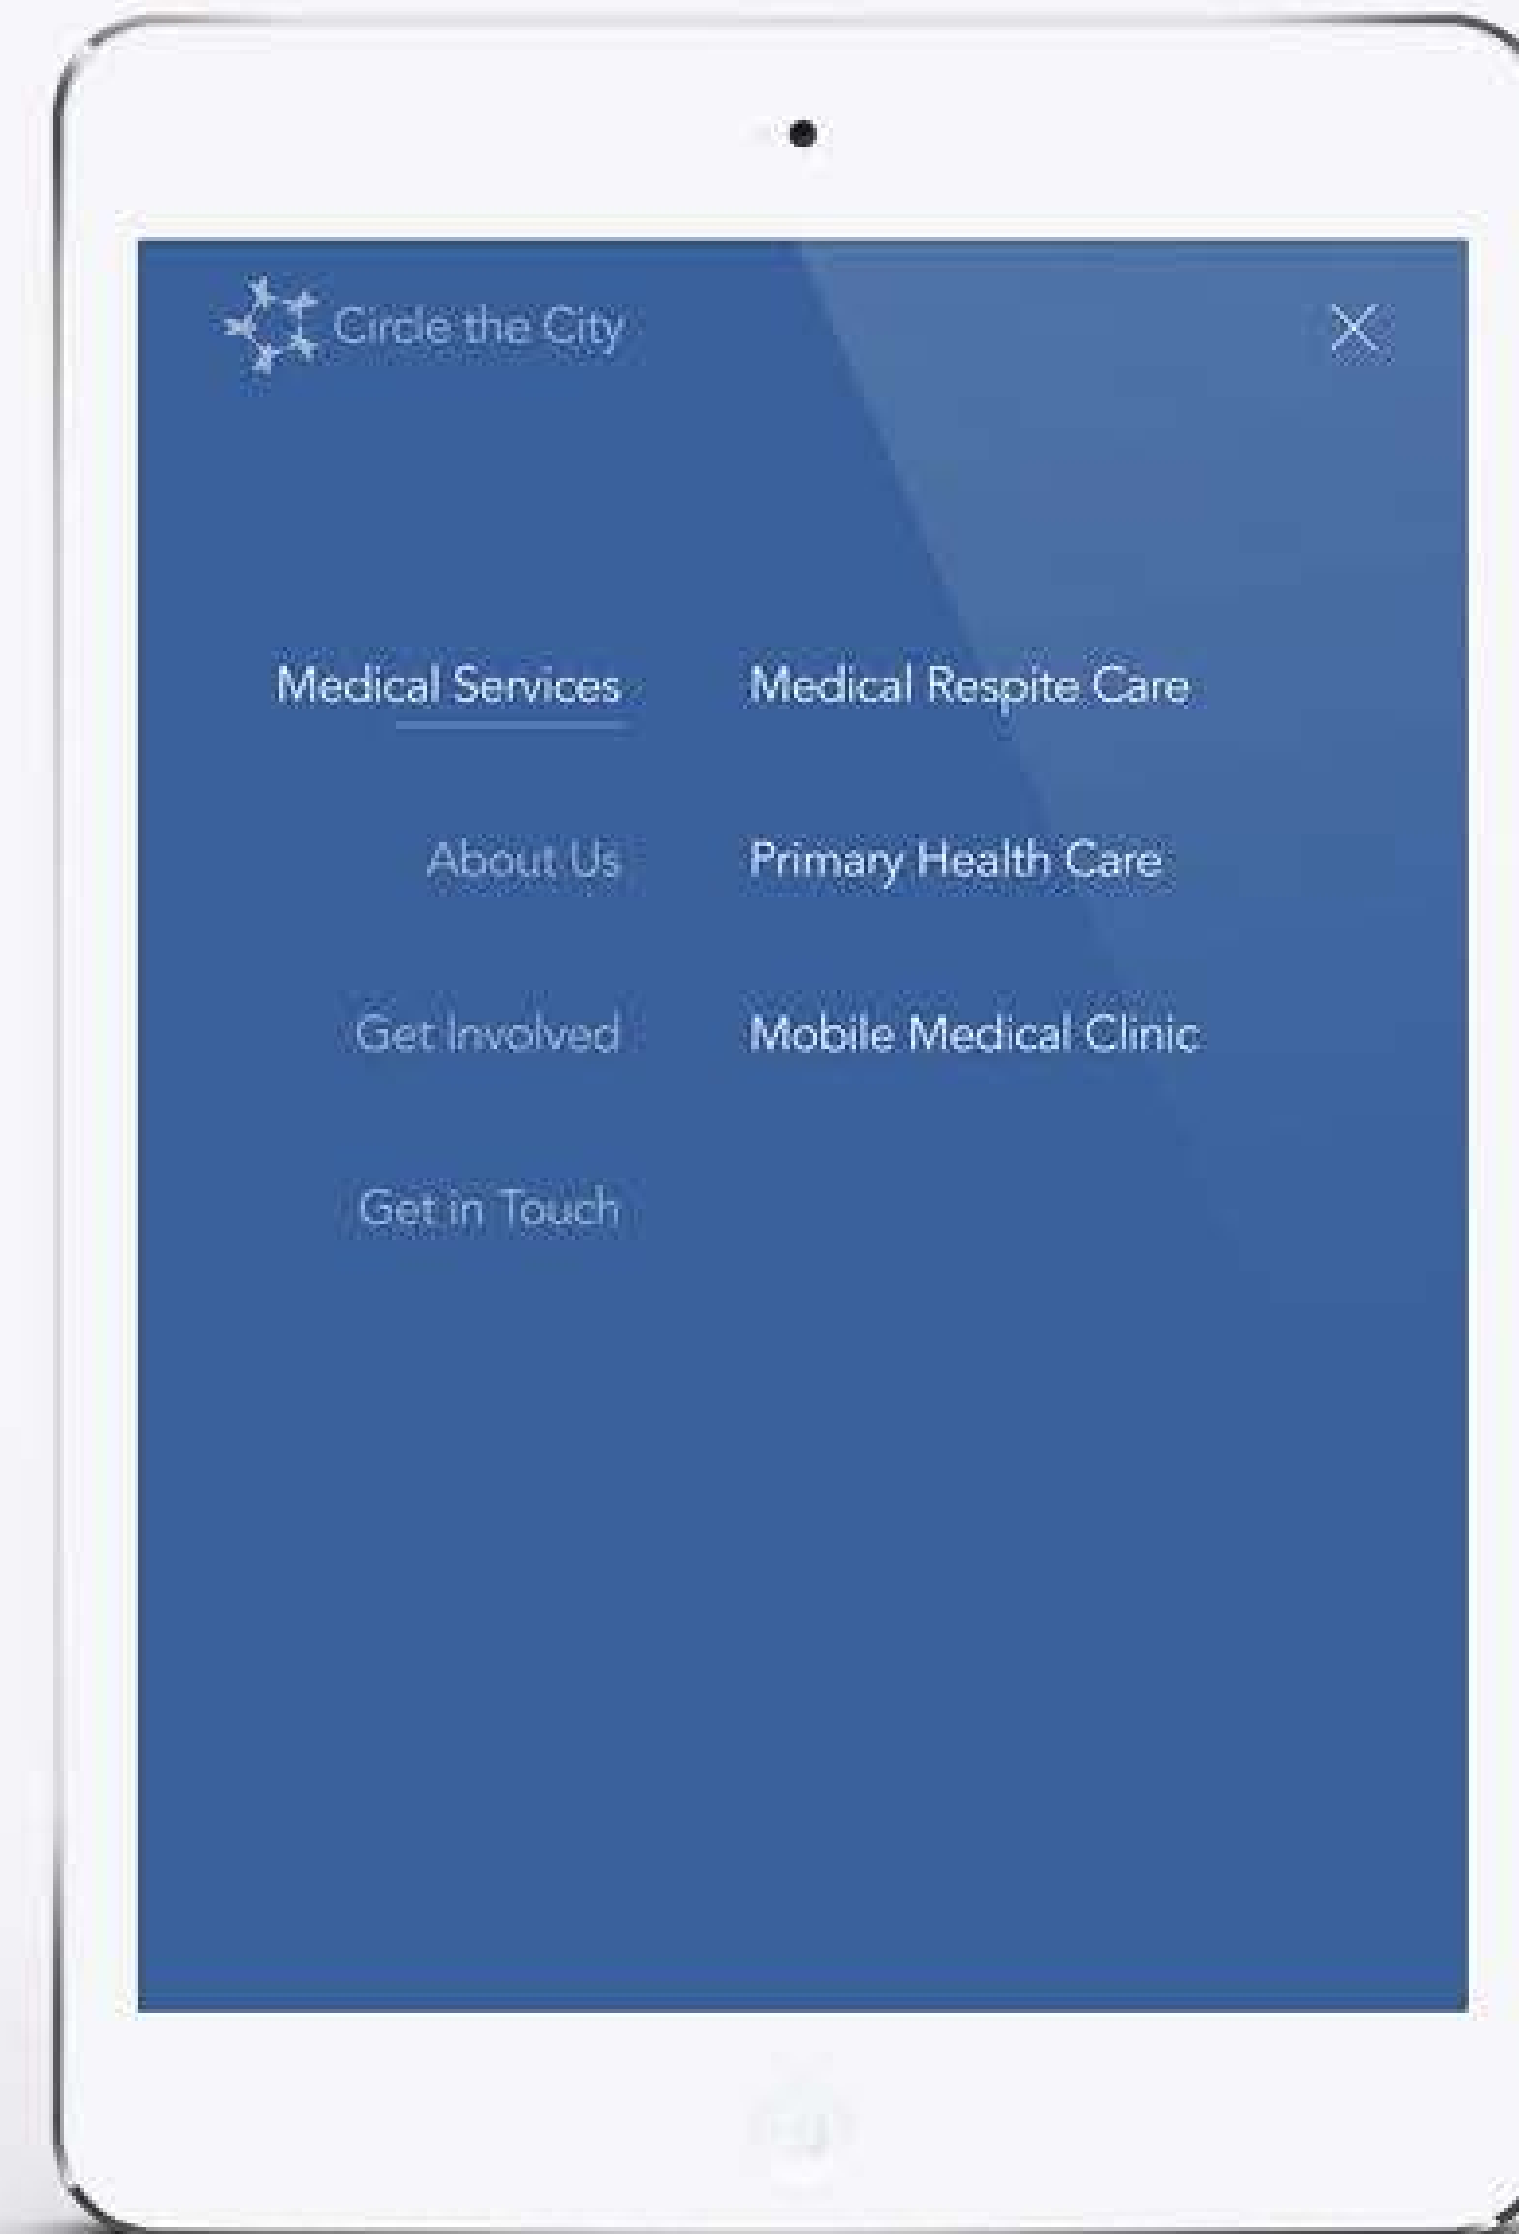 Circle the City
Medical Services
Medical Respite Care
About Us
Primary Health Care
Get Involved
Mobile Medical Clinic
Get in Touch